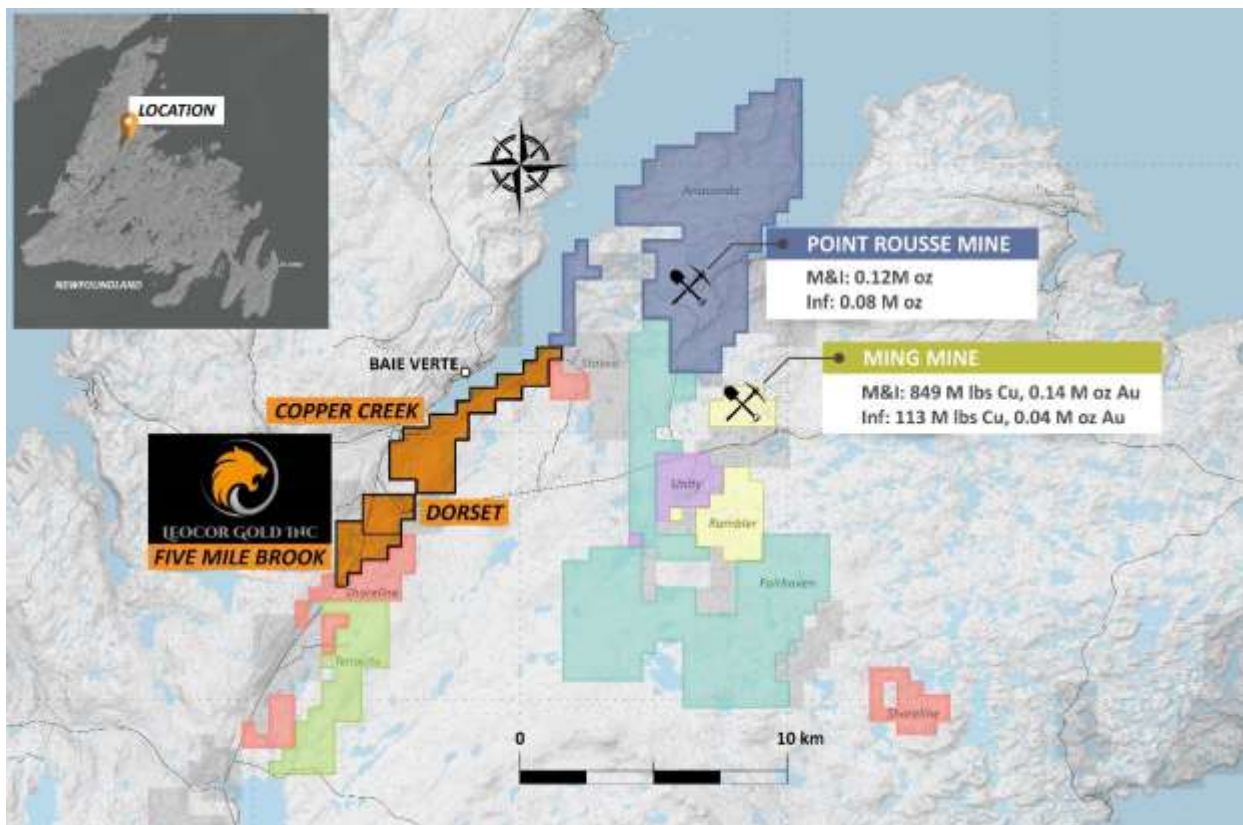 LOCATION
NEWFOUNDLAND
Anaconda
POINT ROUSSE MINE
M&I: 0.12M oz
Inf: 0.08 M oz
BAIE VERTE
MING MINE
M&I: 849 M lbs Cu, 0.14 M oz Au
Inf: 113 M lbs Cu, 0.04 M oz Au
COPPER CREEK
LEOCOR GOLD INC
FIVE MILE BROOK
DORSET
Unity
Rambler
Shoreline
Shoreline
0
10 km